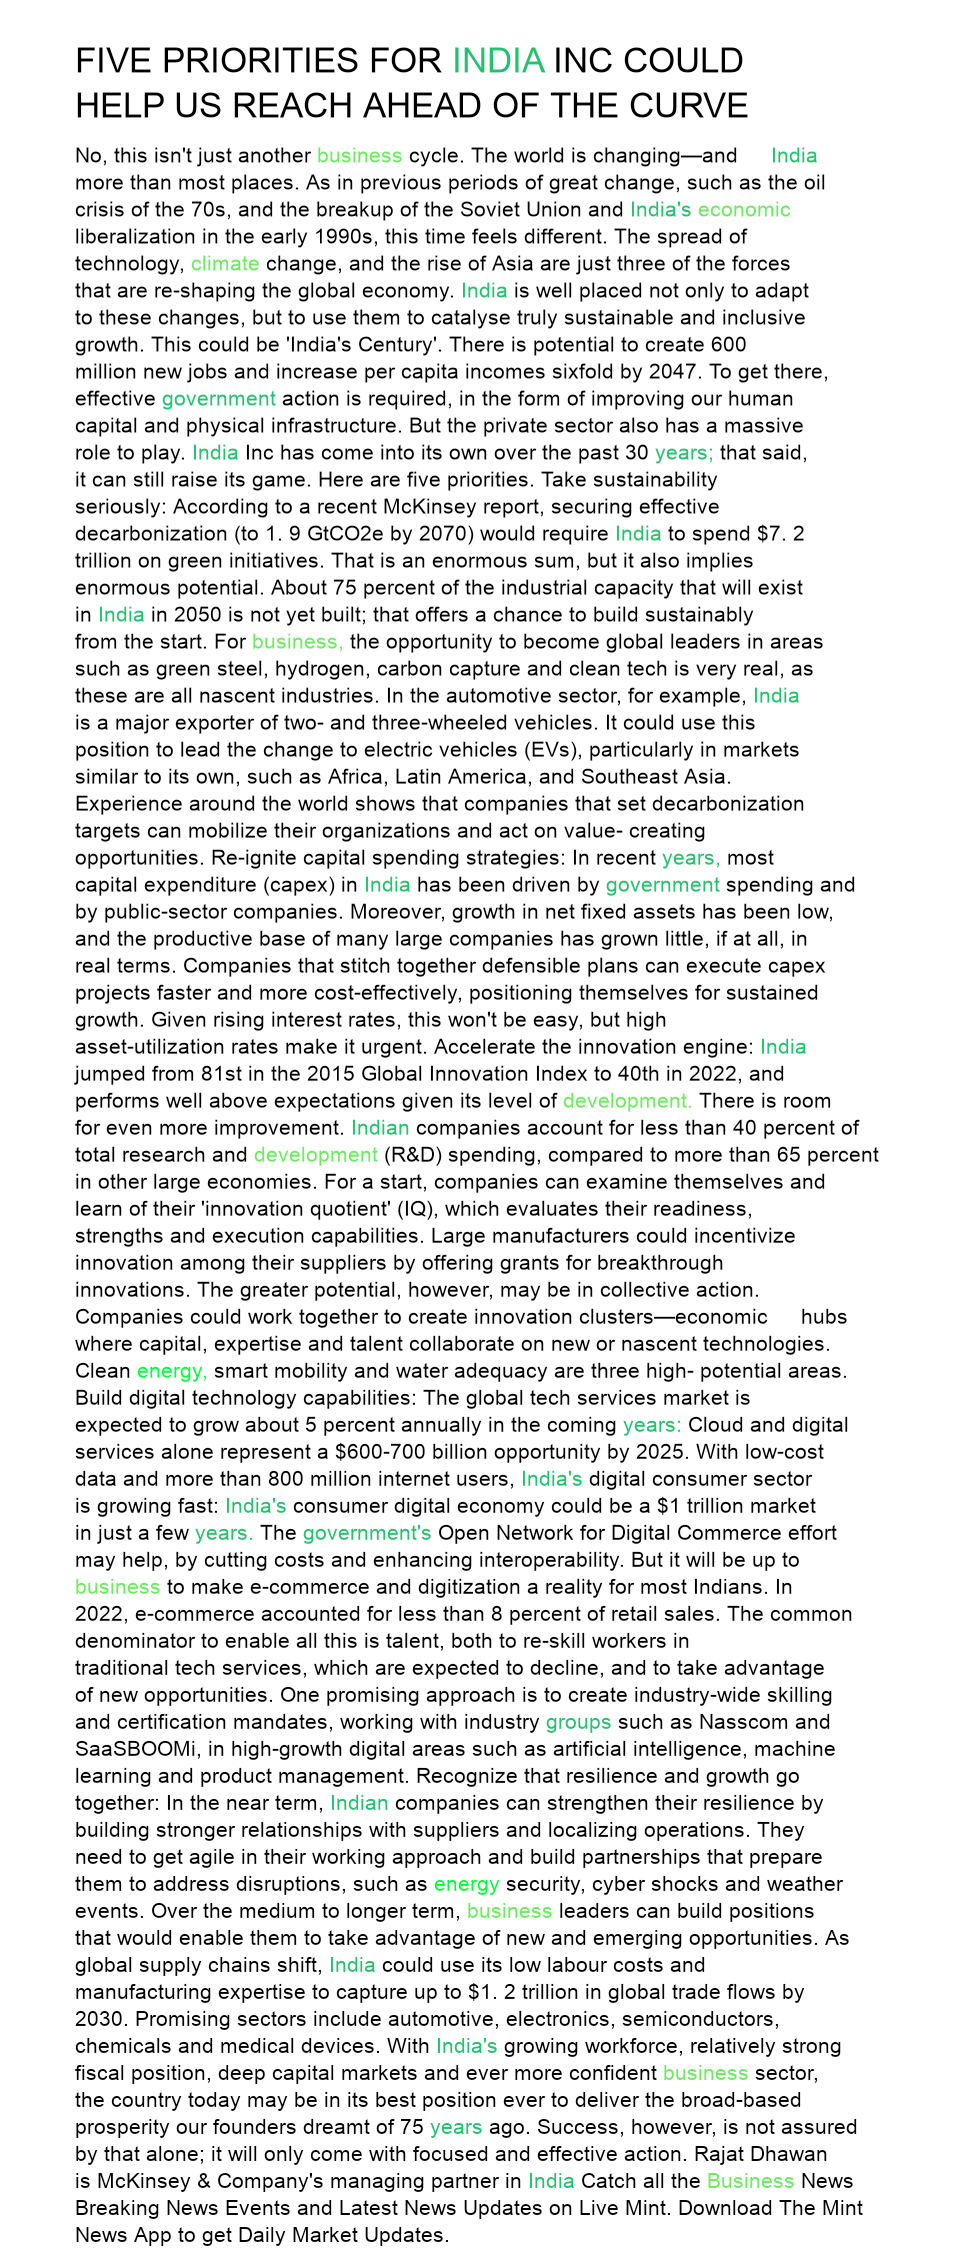 FIVE PRIORITIES FOR INDIA INC COULD
HELP US REACH AHEAD OF THE CURVE
No, this isn't just another business cycle. The world is changing—and India
more than most places. As in previous periods of great change, such as the oil
crisis of the 70s, and the breakup of the Soviet Union and India's economic
liberalization in the early 1990s, this time feels different. The spread of
technology, climate change, and the rise of Asia are just three of the forces
that are re-shaping the global economy. India is well placed not only to adapt
to these changes, but to use them to catalyse truly sustainable and inclusive
growth. This could be 'India's Century'. There is potential to create 600
million new jobs and increase per capita incomes sixfold by 2047. To get there,
effective government action is required, in the form of improving our human
capital and physical infrastructure. But the private sector also has a massive
role to play. India Inc has come into its own over the past 30 years; that said,
it can still raise its game. Here are five priorities. Take sustainability
seriously: According to a recent McKinsey report, securing effective
decarbonization (to 1. 9 GtCO2e by 2070) would require India to spend $7. 2
trillion on green initiatives. That is an enormous sum, but it also implies
enormous potential. About 75 percent of the industrial capacity that will exist
in India in 2050 is not yet built; that offers a chance to build sustainably
from the start. For business, the opportunity to become global leaders in areas
such as green steel, hydrogen, carbon capture and clean tech is very real, as
these are all nascent industries. In the automotive sector, for example, India
is a major exporter of two- and three-wheeled vehicles. It could use this
position to lead the change to electric vehicles (EVs), particularly in markets
similar to its own, such as Africa, Latin America, and Southeast Asia.
Experience around the world shows that companies that set decarbonization
targets can mobilize their organizations and act on value- creating
opportunities. Re-ignite capital spending strategies: In recent years, most
capital expenditure (capex) in India has been driven by government spending and
by public-sector companies. Moreover, growth in net fixed assets has been low,
and the productive base of many large companies has grown little, if at all, in
real terms. Companies that stitch together defensible plans can execute capex
projects faster and more cost-effectively, positioning themselves for sustained
growth. Given rising interest rates, this won't be easy, but high
asset-utilization rates make it urgent. Accelerate the innovation engine: India
jumped from 81st in the 2015 Global Innovation Index to 40th in 2022, and
performs well above expectations given its level of development. There is room
for even more improvement. Indian companies account for less than 40 percent of
total research and development (R&D) spending, compared to more than 65 percent
in other large economies. For a start, companies can examine themselves and
learn of their 'innovation quotient' (IQ), which evaluates their readiness,
strengths and execution capabilities. Large manufacturers could incentivize
innovation among their suppliers by offering grants for breakthrough
innovations. The greater potential, however, may be in collective action.
Companies could work together to create innovation clusters—economic hubs
where capital, expertise and talent collaborate on new or nascent technologies.
Clean energy, smart mobility and water adequacy are three high- potential areas.
Build digital technology capabilities: The global tech services market is
expected to grow about 5 percent annually in the coming years: Cloud and digital
services alone represent a $600-700 billion opportunity by 2025. With low-cost
data and more than 800 million internet users, India's digital consumer sector
is growing fast: India's consumer digital economy could be a $1 trillion market
in just a few years. The government's Open Network for Digital Commerce effort
may help, by cutting costs and enhancing interoperability. But it will be up to
business to make e-commerce and digitization a reality for most Indians. In
2022, e-commerce accounted for less than 8 percent of retail sales. The common
denominator to enable all this is talent, both to re-skill workers in
traditional tech services, which are expected to decline, and to take advantage
of new opportunities. One promising approach is to create industry-wide skilling
and certification mandates, working with industry groups such as Nasscom and
SaaSBOOMi, in high-growth digital areas such as artificial intelligence, machine
learning and product management. Recognize that resilience and growth go
together: In the near term, Indian companies can strengthen their resilience by
building stronger relationships with suppliers and localizing operations. They
need to get agile in their working approach and build partnerships that prepare
them to address disruptions, such as energy security, cyber shocks and weather
events. Over the medium to longer term, business leaders can build positions
that would enable them to take advantage of new and emerging opportunities. As
global supply chains shift, India could use its low labour costs and
manufacturing expertise to capture up to $1. 2 trillion in global trade flows by
2030. Promising sectors include automotive, electronics, semiconductors,
chemicals and medical devices. With India's growing workforce, relatively strong
fiscal position, deep capital markets and ever more confident business sector,
the country today may be in its best position ever to deliver the broad-based
prosperity our founders dreamt of 75 years ago. Success, however, is not assured
by that alone; it will only come with focused and effective action. Rajat Dhawan
is McKinsey & Company's managing partner in India Catch all the Business News
Breaking News Events and Latest News Updates on Live Mint. Download The Mint
News App to get Daily Market Updates.